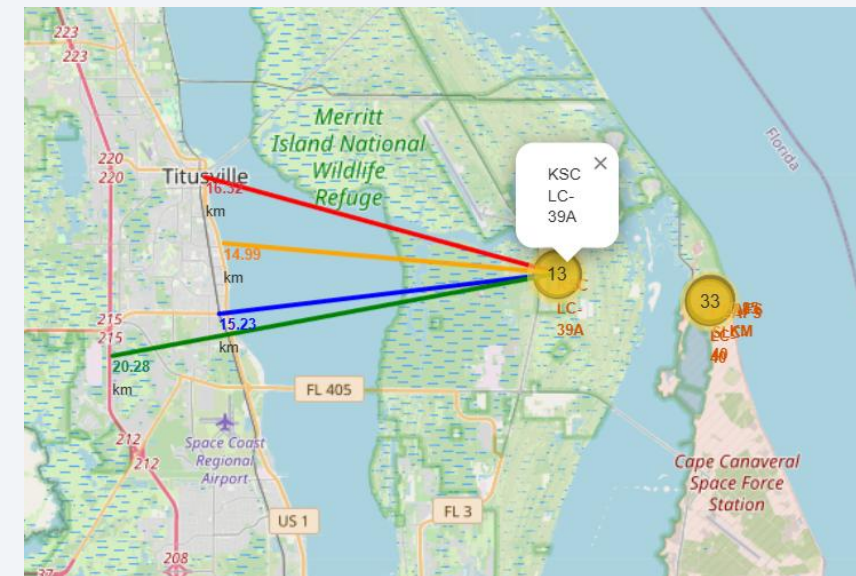 223
223
220
220
Titusville
16.32
km
Merritt
Island National
Wildlife
Refuge
KSC
LC-
39A
×
Florida
14.99
km
13
LC-
39A
33
215
215
15.23
km
20.28
km
40
FL 405
212
212
Space Coast
Regional
Airport
US 1
FL 3
Cape Canaveral
Space Force
Station
208